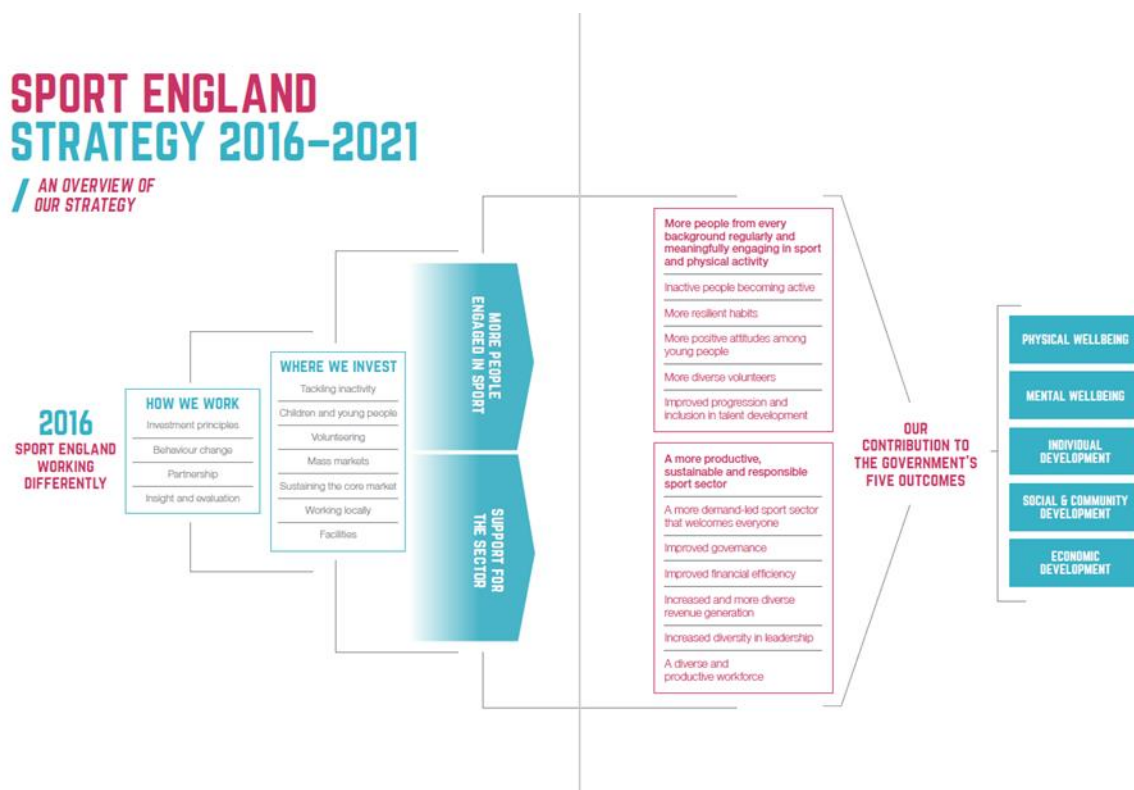 SPORT ENGLAND
STRATEGY 2016–2021
/ AN OVERVIEW OF
OUR STRATEGY
2016
SPORT ENGLAND
WORKING
DIFFERENTLY
HOW WE WORK
Investment principles
Behaviour change
Partnership
Insight and evaluation
WHERE WE INVEST
Tackling inactivity
Children and young people
Volunteering
Mass markets
Sustaining the core market
Working locally
Facilities
MORE PEOPLE
ENGAGED IN SPORT
SUPPORT FOR
THE SECTOR
More people from every
background regularly and
meaningfully engaging in sport
and physical activity
Inactive people becoming active
More resilient habits
More positive attitudes among
young people
More diverse volunteers
Improved progression and
inclusion in talent development
A more productive,
sustainable and responsible
sport sector
A more demand-led sport sector
that welcomes everyone
Improved governance
Improved financial efficiency
Increased and more diverse
revenue generation
Increased diversity in leadership
A diverse and
productive workforce
OUR
CONTRIBUTION TO
THE GOVERNMENT'S
FIVE OUTCOMES
PHYSICAL WELLBEING
MENTAL WELLBEING
INDIVIDUAL
DEVELOPMENT
SOCIAL & COMMUNITY
DEVELOPMENT
ECONOMIC
DEVELOPMENT